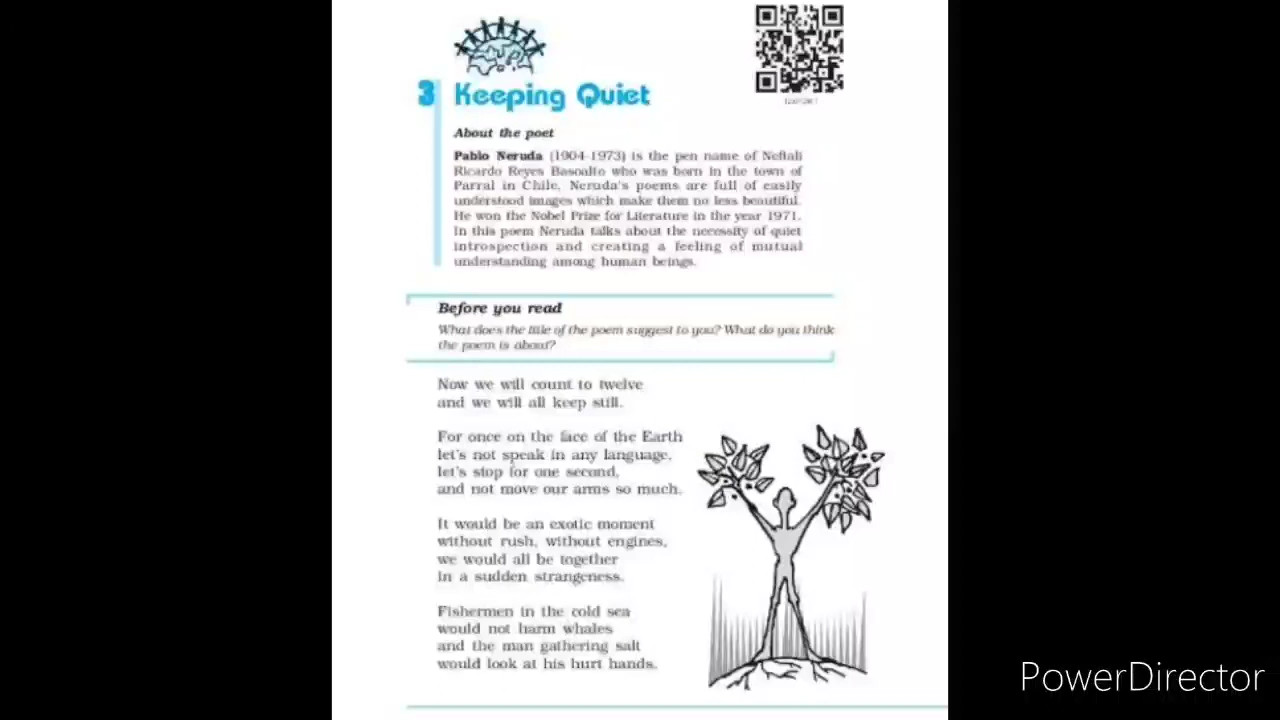 3 Keeping Quiet
About the poet
Pablo Neruda (1904-1973) is the pen name of Neftali
Ricardo Reyes Basoalto who was born in the town of
Parral in Chile. Neruda's poems are full of easily
understood images which make them no less beautiful.
He won the Nobel Prize for Literature in the year 1971.
In this poem Neruda talks about the necessity of quiet
introspection and creating a feeling of mutual
understanding among human beings.
Before you read
What does the title of the poem suggest to you? What do you think
the poem is about?
Now we will count to twelve
and we will all keep still.
For once on the face of the Earth
let's not speak in any language,
let's stop for one second,
and not move our arms so much.
It would be an exotic moment
without rush, without engines,
we would all be together
in a sudden strangeness.
Fishermen in the cold sea
would not harm whales
and the man gathering salt
would look at his hurt hands.
PowerDirector